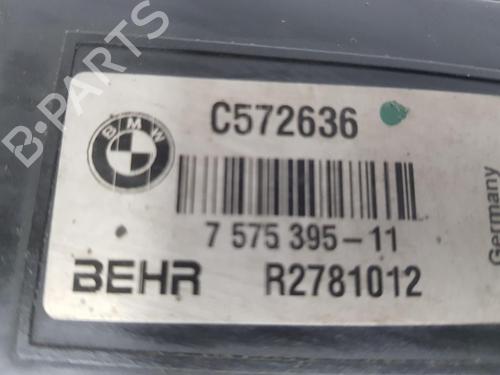 C572636
BMW
7 575 395-11
BEHR R2781012
Germany
B-PARTS